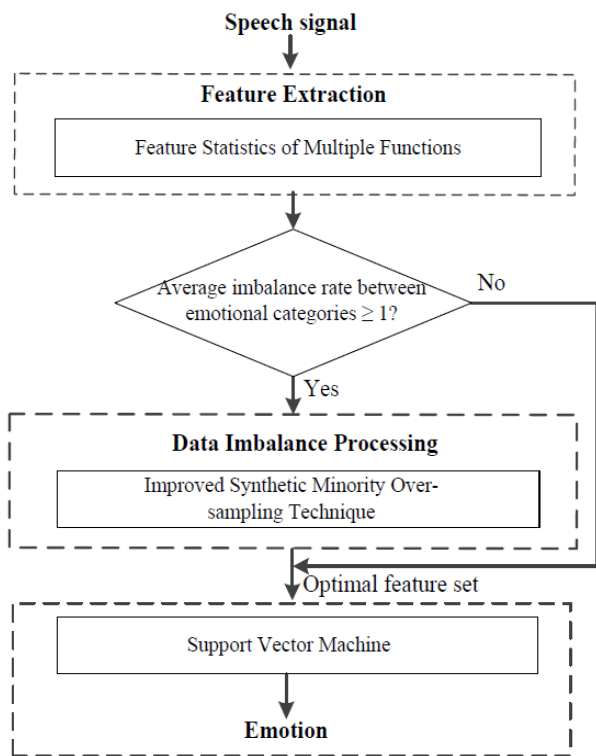 Speech signal
Feature Extraction
Feature Statistics of Multiple Functions
Average imbalance rate between
emotional categories ≥ 1?
No
Yes
Data Imbalance Processing
Improved Synthetic Minority Over-
sampling Technique
Optimal feature set
Support Vector Machine
Emotion